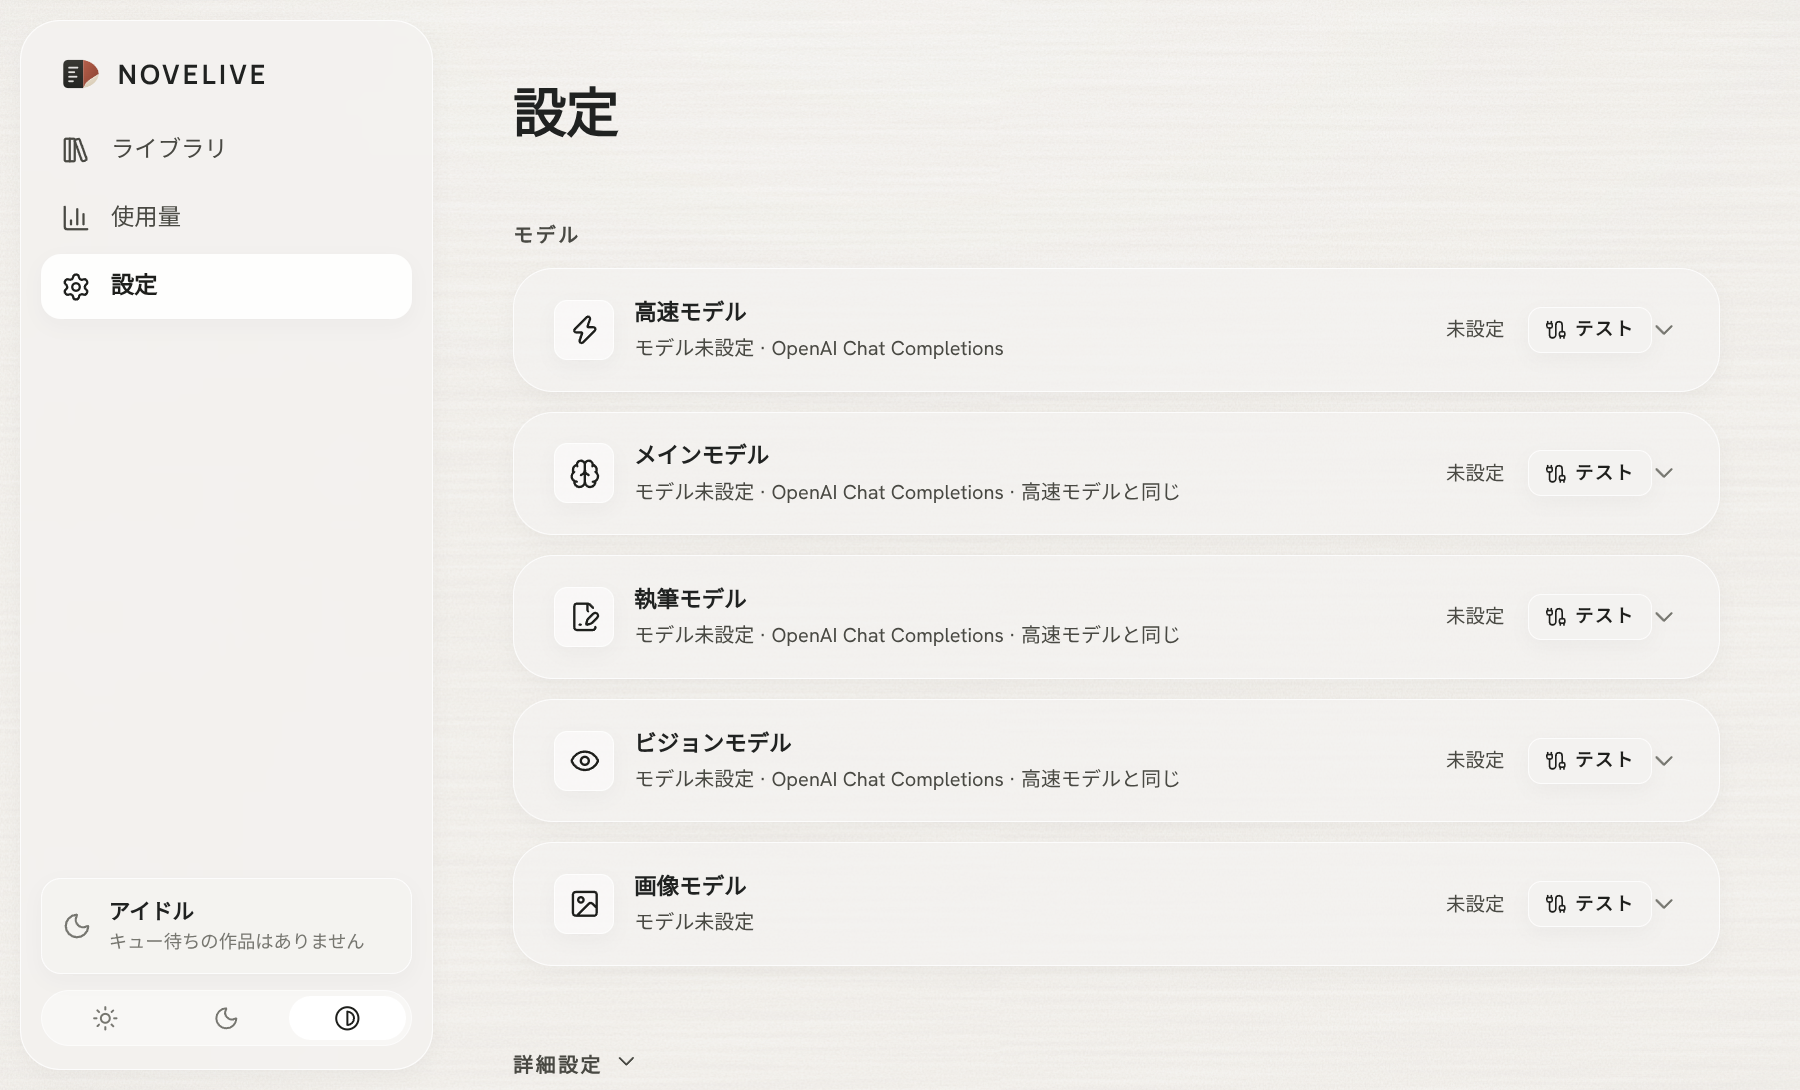 NOVELIVE
ライブラリ
使用量
設定
アイドル
キュー待ちの作品はありません
設定
モデル
高速モデル
モデル未設定 · OpenAI Chat Completions
未設定
テスト
メインモデル
モデル未設定 · OpenAI Chat Completions · 高速モデルと同じ
未設定
テスト
執筆モデル
モデル未設定 · OpenAI Chat Completions · 高速モデルと同じ
未設定
テスト
ビジョンモデル
モデル未設定 · OpenAI Chat Completions · 高速モデルと同じ
未設定
テスト
画像モデル
モデル未設定
未設定
テスト
詳細設定